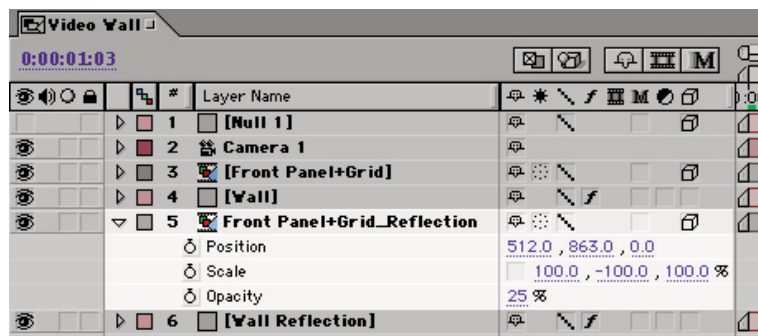 Video Wall
0:00:01:03
M
# Layer Name M :0
1 [Null 1]
2 Camera 1
3 [Front Panel+Grid]
4 [Wall]
5 Front Panel+Grid_Reflection
Position 512.0 , 863.0 , 0.0
Scale 100.0 , -100.0 , 100.0 %
Opacity 25 %
6 [Wall Reflection]